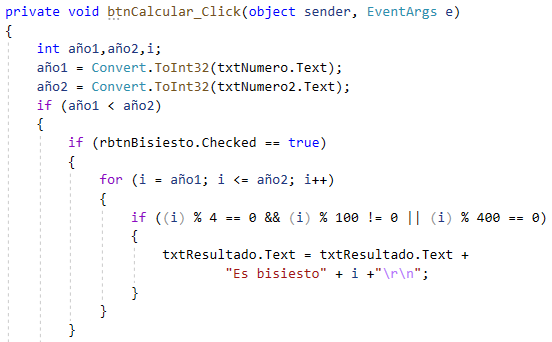 private void btnCalcular_Click(object sender, EventArgs e)
{
int año1,año2,i;
año1 = Convert.ToInt32(txtNumero.Text);
año2 = Convert.ToInt32(txtNumero2.Text);
if (año1 < año2)
{
if (rbtnBisiesto.Checked == true)
{
for (i = año1; i <= año2; i++)
{
if ((i) % 4 == 0 && (i) % 100 != 0 || (i) % 400 == 0)
{
txtResultado.Text = txtResultado.Text +
"Es bisiesto" + i +"\r\n";
}
}
}